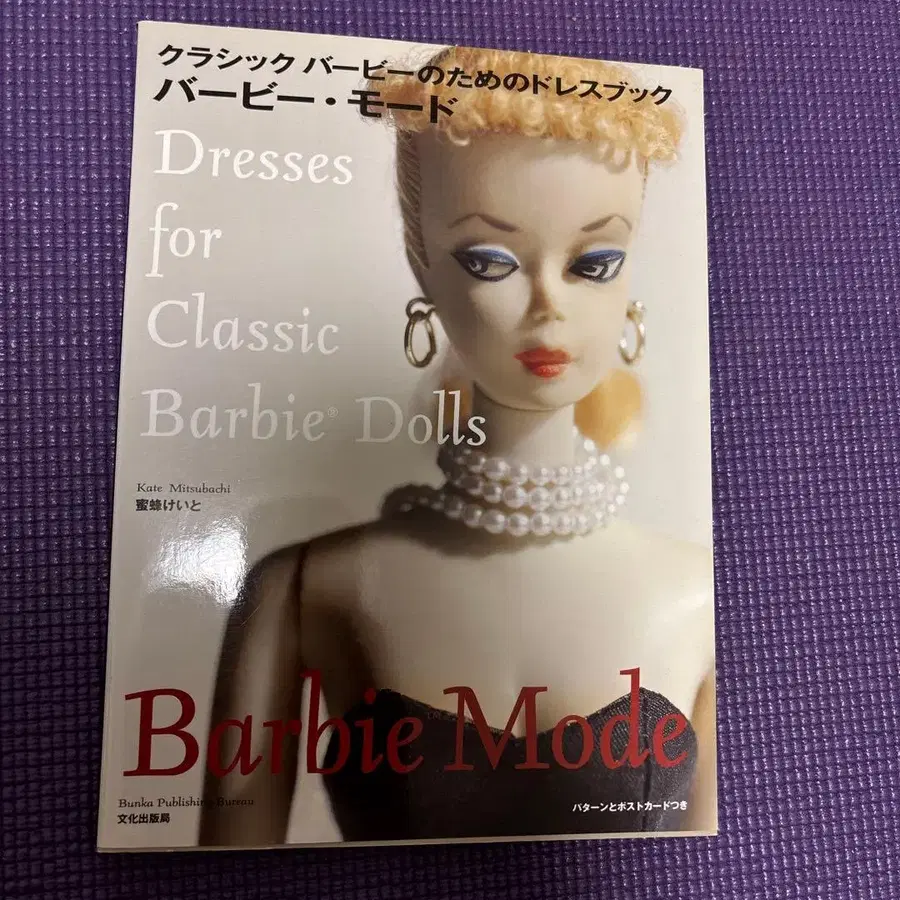 クラシック バービーのためのドレスブック
バービー・モード
Dresses
for
Classic
Barbie® Dolls
Kate Mitsubachi
蜜蜂けいと
Barbie™ Mode
Bunka Publishing Bureau
文化出版局
パターンとポストカードつき